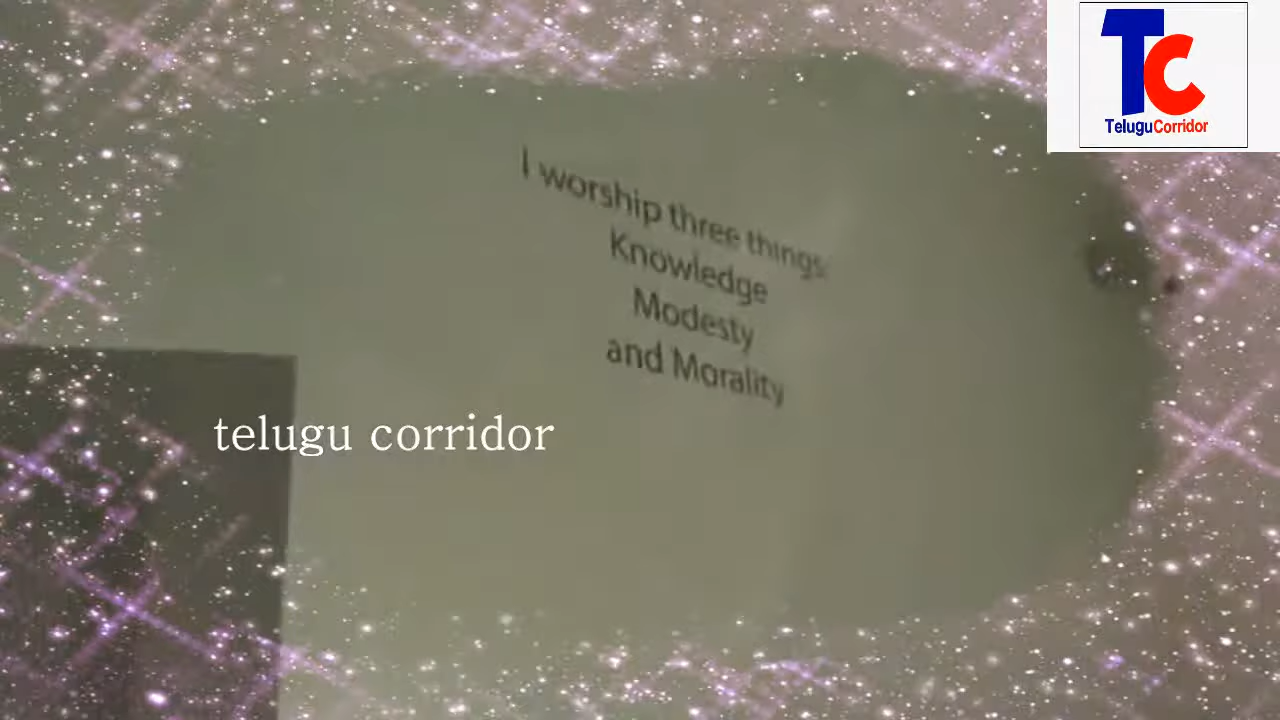 TC
TeluguCorridor
I worship three things:
Knowledge
Modesty
and Morality
telugu corridor